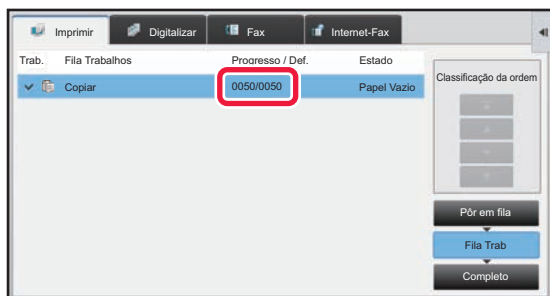 Imprimir Digitalizar Fax Internet-Fax
Trab. Fila Trabalhos Progresso / Def. Estado
Copiar 0050/0050 Papel Vazio
Classificação da ordem
Pôr em fila
Fila Trab
Completo